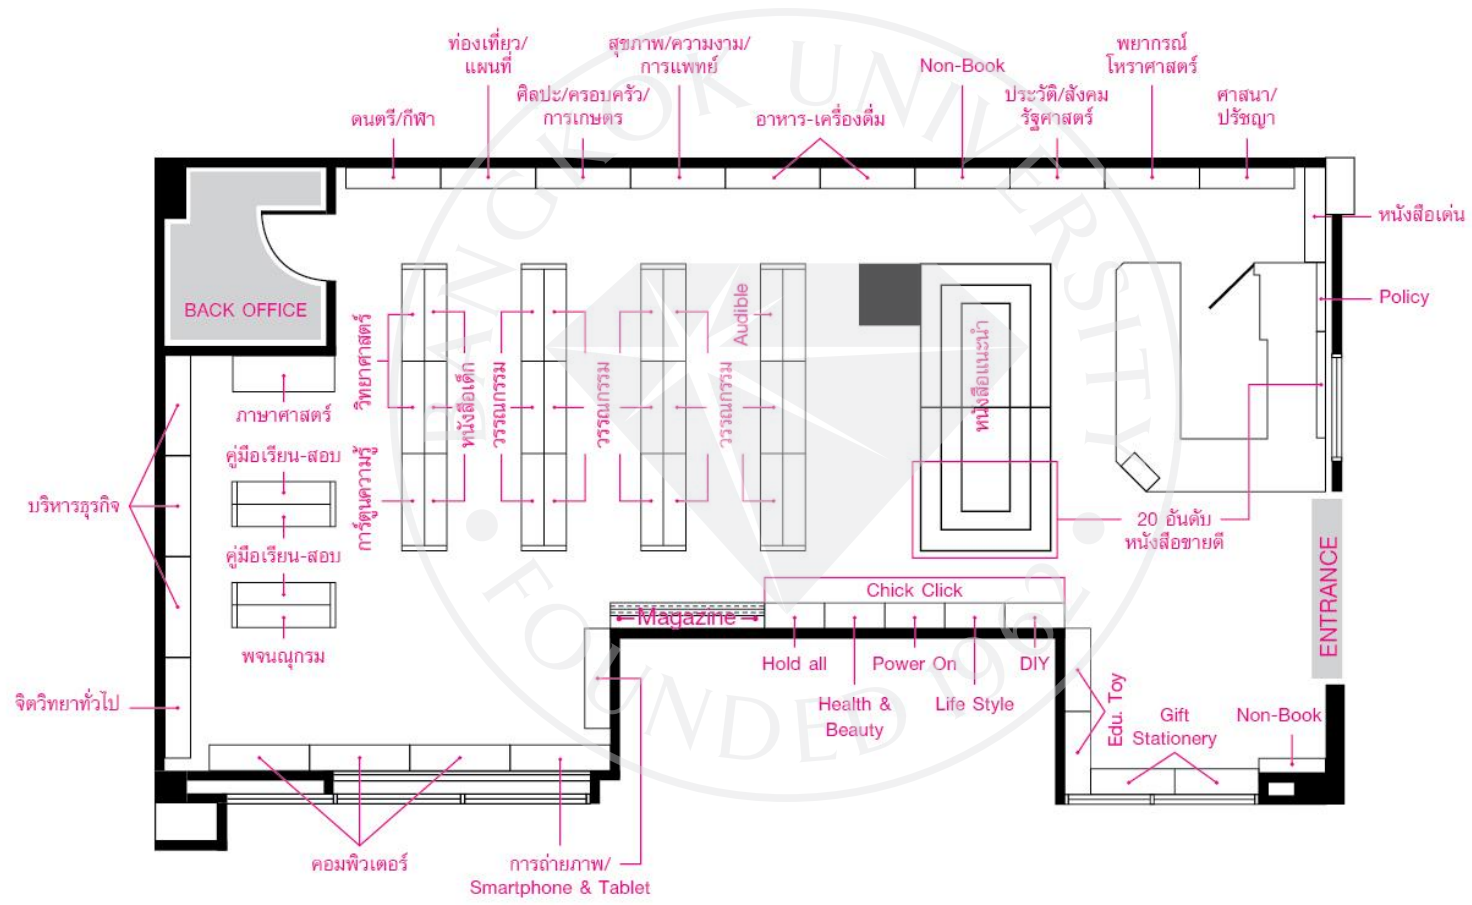 ท่องเที่ยว/
แผนที่
สุขภาพ/ความงาม/
การแพทย์
Non-Book
พยากรณ์
โหราศาสตร์
ดนตรี/กีฬา
ศิลปะ/ครอบครัว/
การเกษตร
อาหาร-เครื่องดื่ม
ประวัติ/สังคม
รัฐศาสตร์
ศาสนา/
ปรัชญา
หนังสือเด่น
BACK OFFICE
Policy
วิทยาศาสตร์
หนังสือเด็ก
วรรณกรรม
วรรณกรรม
Audible
วรรณกรรม
หนังสือแนะนำ
ภาษาศาสตร์
คู่มือเรียน-สอบ
การ์ตูนความรู้
บริหารธุรกิจ
คู่มือเรียน-สอบ
20 อันดับ
หนังสือขายดี
ENTRANCE
Chick Click
Magazine
พจนณุกรม
Hold all
Power On
DIY
Health &
Beauty
Life Style
จิตวิทยาทั่วไป
Edu. Toy
Gift
Stationery
Non-Book
คอมพิวเตอร์
การถ่ายภาพ/
Smartphone & Tablet
BANGKOK UNIVERSITY
FOUNDED 1962